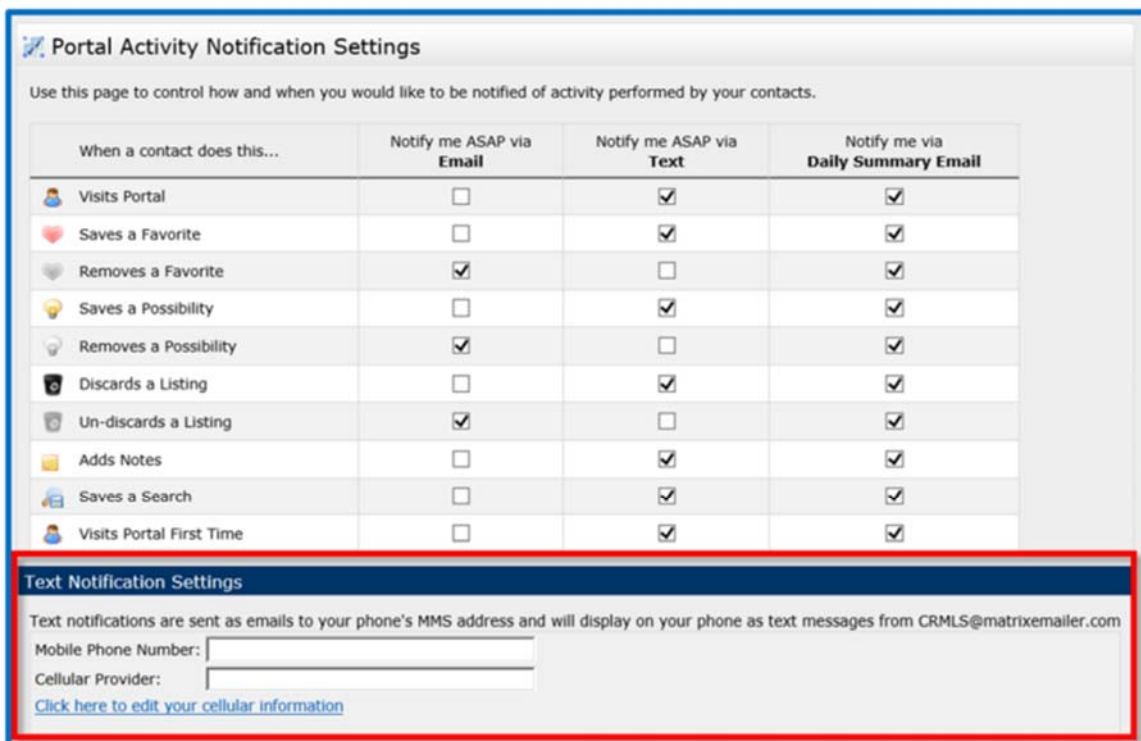 Portal Activity Notification Settings
Use this page to control how and when you would like to be notified of activity performed by your contacts.
When a contact does this...
Notify me ASAP via
Email
Notify me ASAP via
Text
Notify me via
Daily Summary Email
Visits Portal
Saves a Favorite
Removes a Favorite
Saves a Possibility
Removes a Possibility
Discards a Listing
Un-discards a Listing
Adds Notes
Saves a Search
Visits Portal First Time
Text Notification Settings
Text notifications are sent as emails to your phone's MMS address and will display on your phone as text messages from CRMLS@matrixemailer.com
Mobile Phone Number:
Cellular Provider:
Click here to edit your cellular information